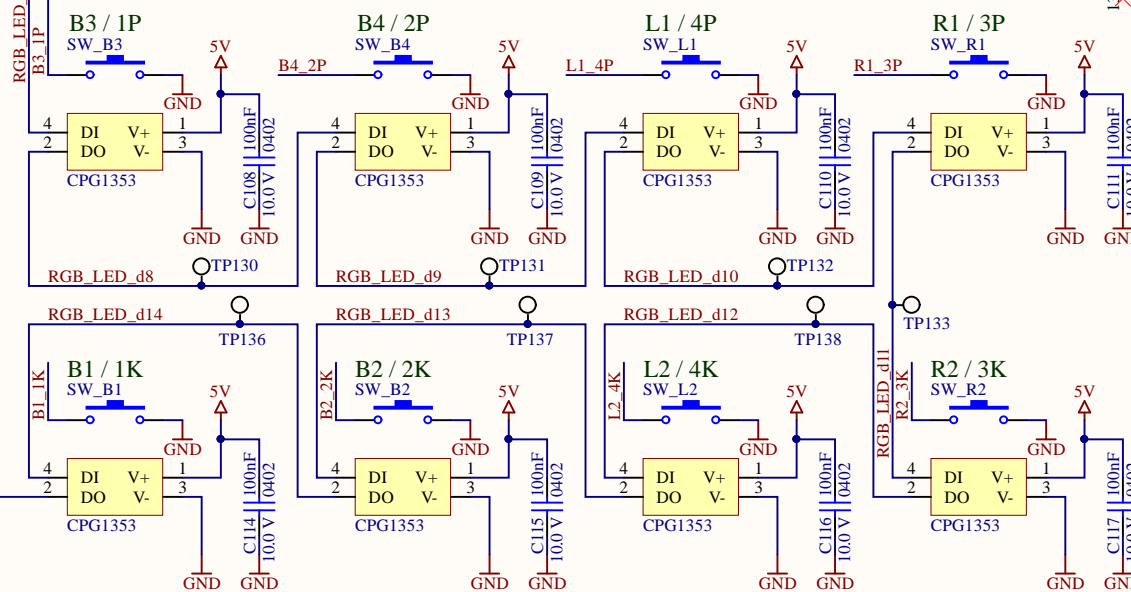 RGB_LED_
B3_1P
B3 / 1P
SW_B3
5V
GND
4 DI V+ 1
2 DO V- 3
CPG1353
100nF
0402
C108
10.0 V
GND
GND
B4 / 2P
SW_B4
B4_2P
5V
GND
4 DI V+ 1
2 DO V- 3
CPG1353
100nF
0402
C109
10.0 V
GND
GND
L1 / 4P
SW_L1
L1_4P
5V
GND
4 DI V+ 1
2 DO V- 3
CPG1353
100nF
0402
C110
10.0 V
GND
GND
R1 / 3P
SW_R1
R1_3P
5V
GND
4 DI V+ 1
2 DO V- 3
CPG1353
100nF
C111
GND
RGB_LED_d8
TP130
RGB_LED_d9
TP131
RGB_LED_d10
TP132
RGB_LED_d14
TP136
RGB_LED_d13
TP137
RGB_LED_d12
TP138
TP133
RGB_LED_d11
B1 / 1K
SW_B1
B1_1K
5V
GND
4 DI V+ 1
2 DO V- 3
CPG1353
100nF
0402
C114
10.0 V
GND
GND
B2 / 2K
SW_B2
B2_2K
5V
GND
4 DI V+ 1
2 DO V- 3
CPG1353
100nF
0402
C115
10.0 V
GND
GND
L2 / 4K
SW_L2
L2_4K
5V
GND
4 DI V+ 1
2 DO V- 3
CPG1353
100nF
0402
C116
10.0 V
GND
GND
R2 / 3K
SW_R2
R2_3K
5V
GND
4 DI V+ 1
2 DO V- 3
CPG1353
100nF
C117
GND